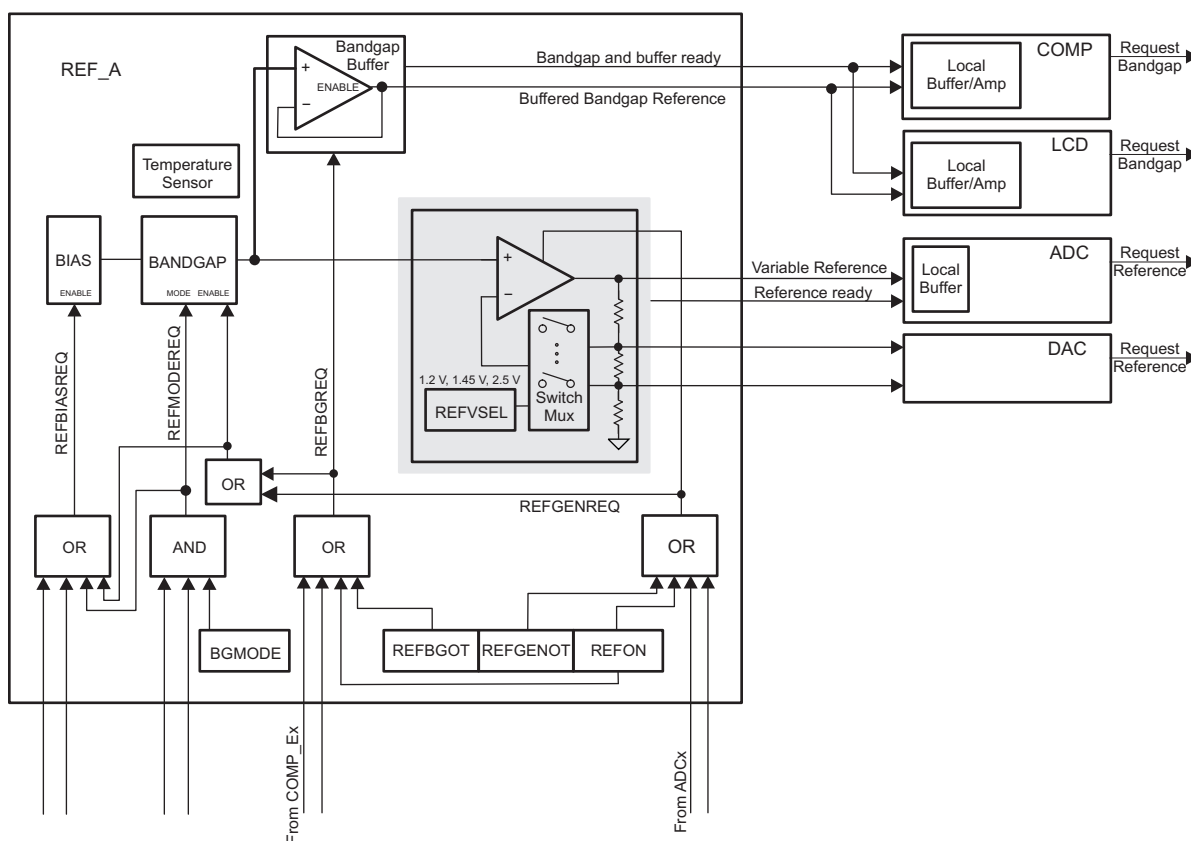 REF_A
Bandgap
Buffer
+
ENABLE
−
Bandgap and buffer ready
Buffered Bandgap Reference
COMP
Local
Buffer/Amp
Request
Bandgap
LCD
Local
Buffer/Amp
Request
Bandgap
Temperature
Sensor
BIAS
ENABLE
BANDGAP
MODE ENABLE
+
−
Variable Reference
Reference ready
ADC
Local
Buffer
Request
Reference
DAC
Request
Reference
1.2 V, 1.45 V, 2.5 V
REFVSEL
Switch
Mux
REFBIASREQ
REFMODEREQ
REFBGREQ
OR
REFGENREQ
OR
AND
OR
OR
BGMODE
REFBGOT
REFGENOT
REFON
From COMP_Ex
From ADCx